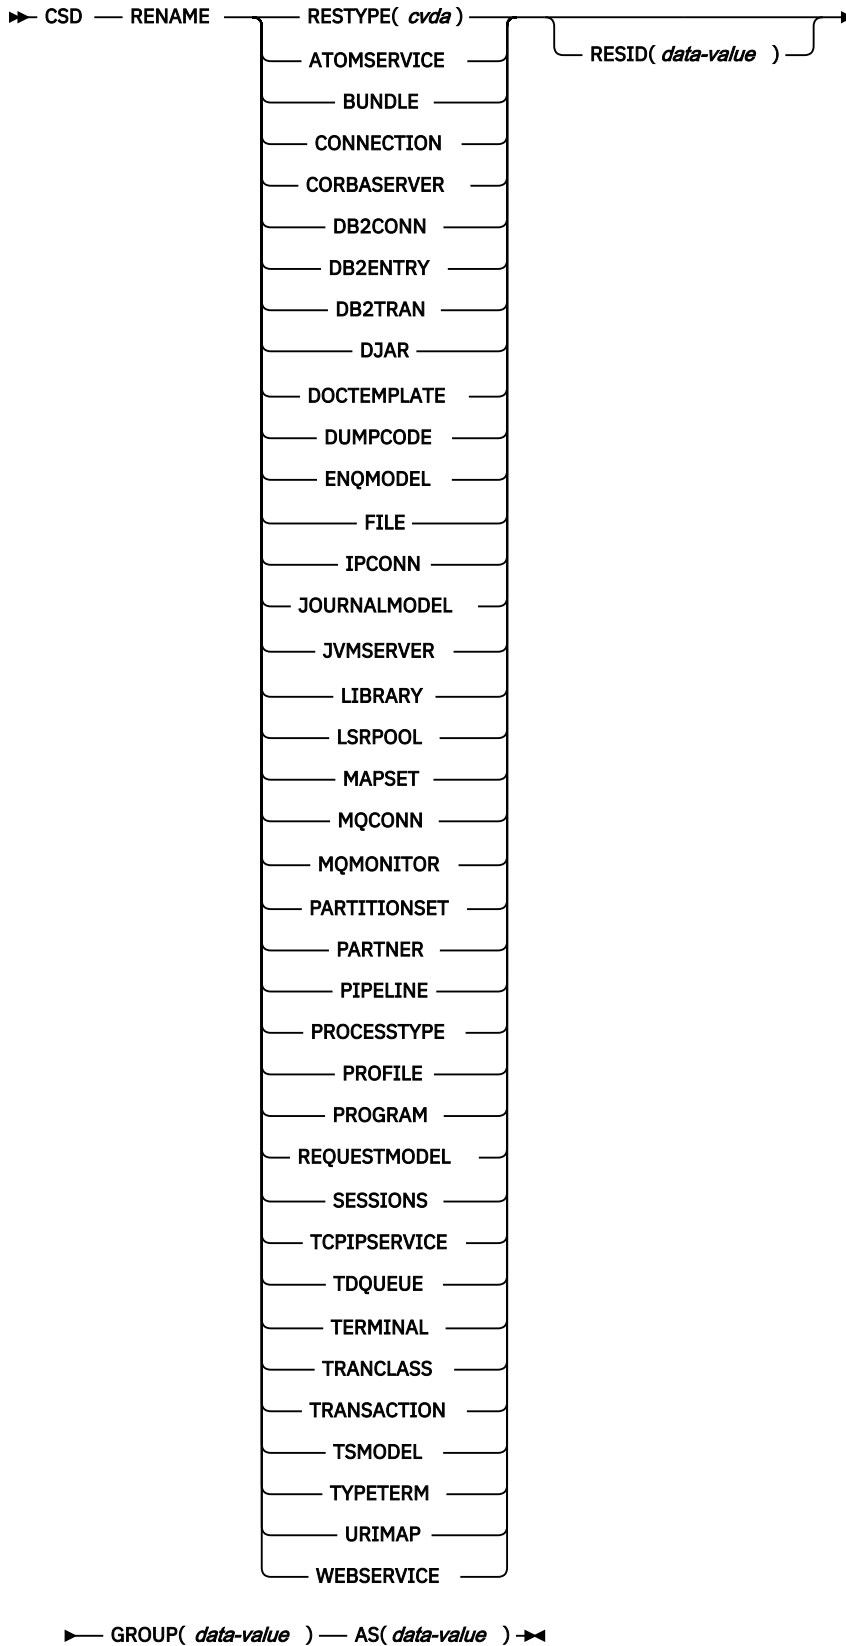 CSD RENAME RESTYPE( cvda )
RESID( data-value )
ATOMSERVICE
BUNDLE
CONNECTION
CORBASERVER
DB2CONN
DB2ENTRY
DB2TRAN
DJAR
DOCTEMPLATE
DUMPCODE
ENQMODEL
FILE
IPCONN
JOURNALMODEL
JVMSERVER
LIBRARY
LSRPOOL
MAPSET
MQCONN
MQMONITOR
PARTITIONSET
PARTNER
PIPELINE
PROCESSTYPE
PROFILE
PROGRAM
REQUESTMODEL
SESSIONS
TCPIPSERVICE
TDQUEUE
TERMINAL
TRANCLASS
TRANSACTION
TSMODEL
TYPETERM
URIMAP
WEBSERVICE
GROUP( data-value ) AS( data-value )